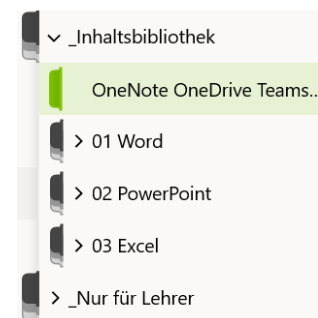 _Inhaltsbibliothek
OneNote OneDrive Teams...
01 Word
02 PowerPoint
03 Excel
_Nur für Lehrer